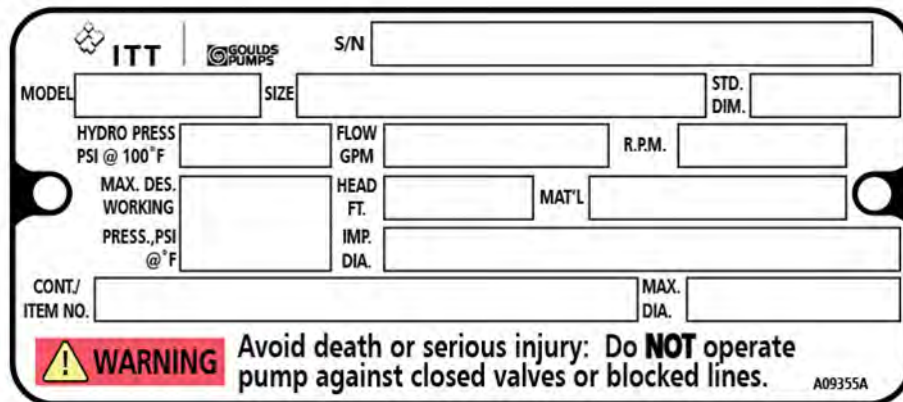 ITT GOULDS PUMPS S/N
MODEL SIZE STD. DIM.
HYDRO PRESS PSI @ 100°F FLOW GPM R.P.M.
MAX. DES. WORKING HEAD FT. MAT'L
PRESS.,PSI @°F IMP. DIA.
CONT./ ITEM NO. MAX. DIA.
WARNING
Avoid death or serious injury: Do NOT operate
pump against closed valves or blocked lines.
A09355A